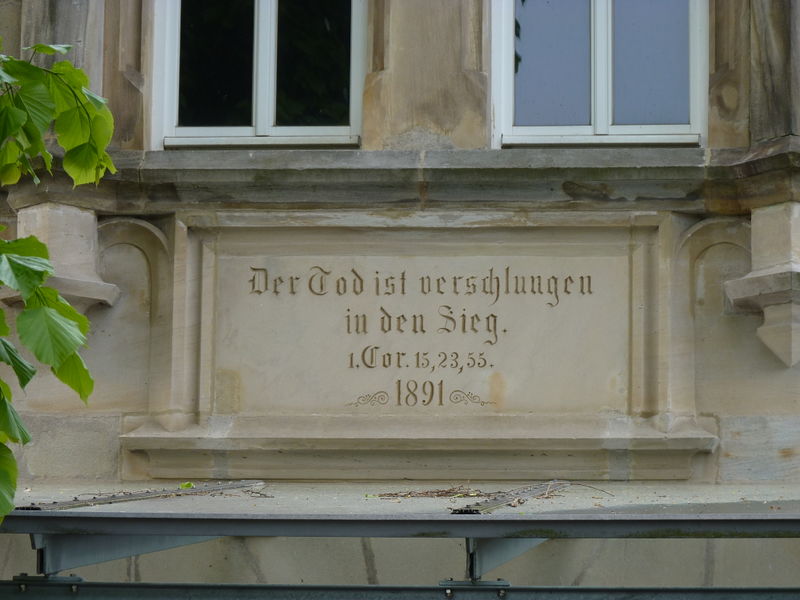 Der Tod ist verschlungen
in den Sieg.
1. Cor. 15, 23, 55.
1891